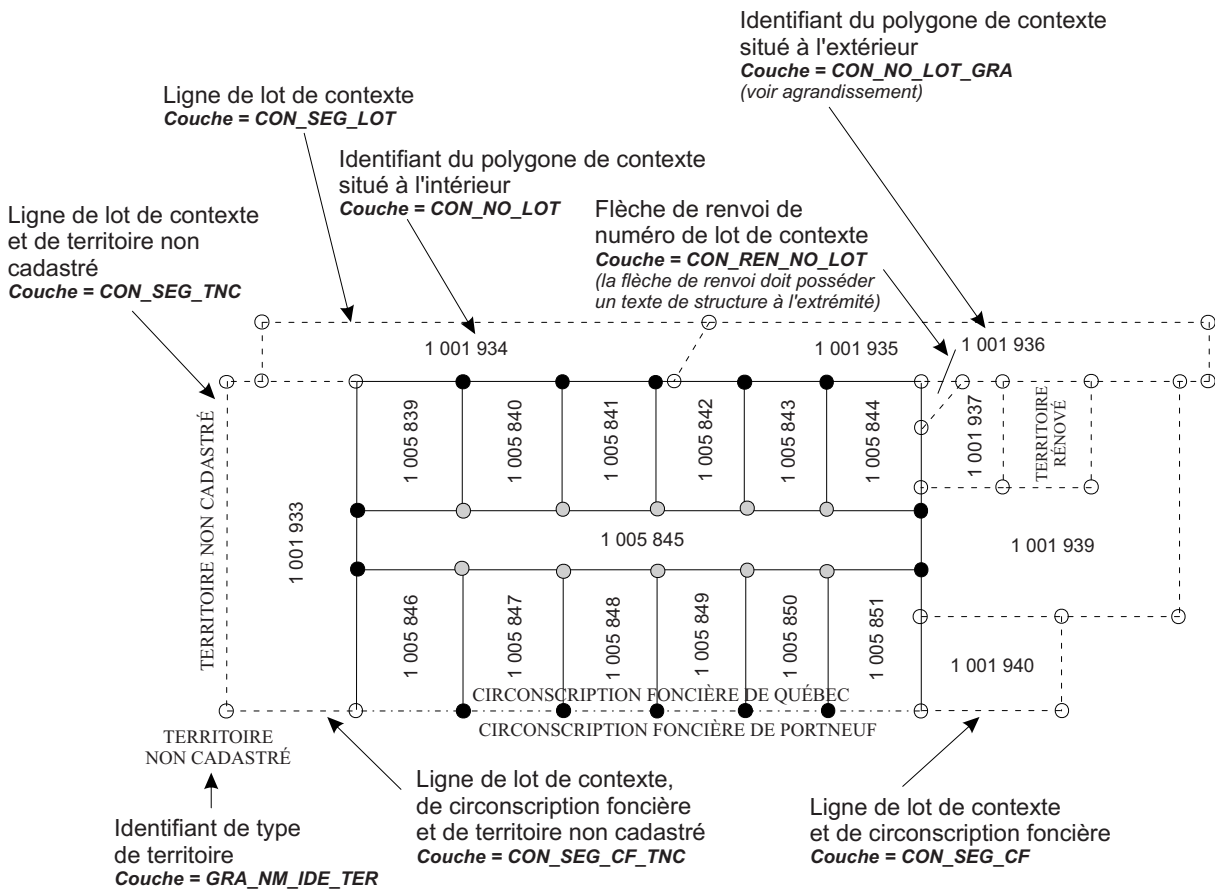 Identifiant du polygone de contexte
situé à l'extérieur
Couche = CON_NO_LOT_GRA
(voir agrandissement)
Ligne de lot de contexte
Couche = CON_SEG_LOT
Identifiant du polygone de contexte
situé à l'intérieur
Couche = CON_NO_LOT
Flèche de renvoi de
numéro de lot de contexte
Couche = CON_REN_NO_LOT
(la flèche de renvoi doit posséder
un texte de structure à l'extrémité)
Ligne de lot de contexte
et de territoire non
cadastré
Couche = CON_SEG_TNC
1 001 934
1 001 935
1 001 936
TERRITOIRE NON CADASTRÉ
1 001 933
1 005 839
1 005 840
1 005 841
1 005 842
1 005 843
1 005 844
1 001 937
TERRITOIRE
RÉNOVÉ
1 005 845
1 001 939
1 005 846
1 005 847
1 005 848
1 005 849
1 005 850
1 005 851
1 001 940
CIRCONSCRIPTION FONCIÈRE DE QUÉBEC
CIRCONSCRIPTION FONCIÈRE DE PORTNEUF
TERRITOIRE
NON CADASTRÉ
Identifiant de type
de territoire
Couche = GRA_NM_IDE_TER
Ligne de lot de contexte,
de circonscription foncière
et de territoire non cadastré
Couche = CON_SEG_CF_TNC
Ligne de lot de contexte
et de circonscription foncière
Couche = CON_SEG_CF